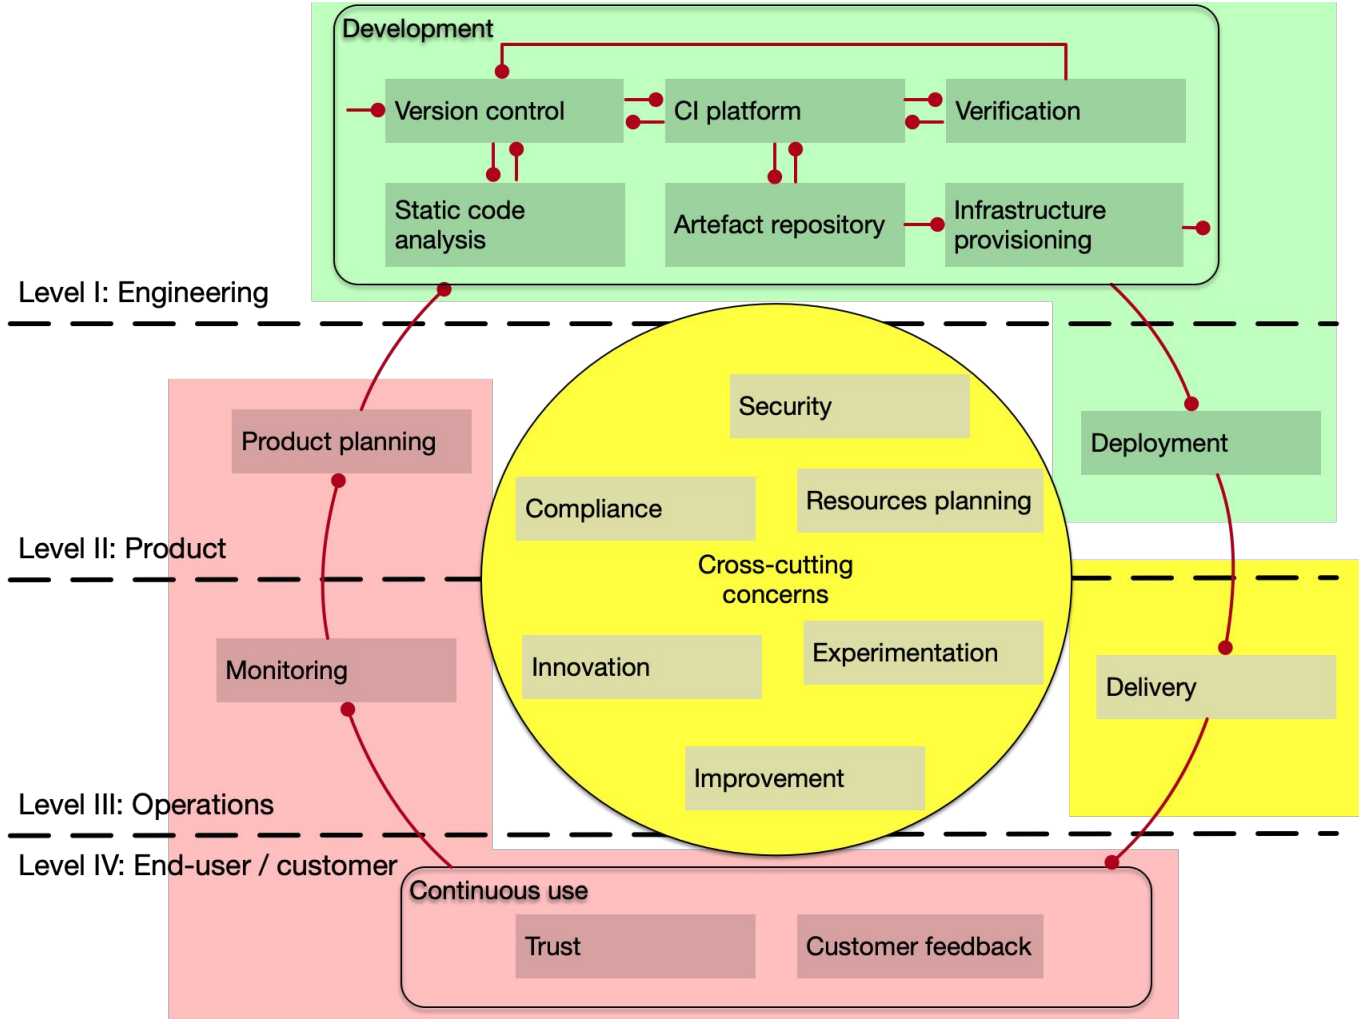 Development
Version control
CI platform
Verification
Static code
analysis
Artefact repository
Infrastructure
provisioning
Level I: Engineering
Security
Product planning
Deployment
Compliance
Resources planning
Level II: Product
Cross-cutting
concerns
Monitoring
Innovation
Experimentation
Delivery
Improvement
Level III: Operations
Level IV: End-user / customer
Continuous use
Trust
Customer feedback